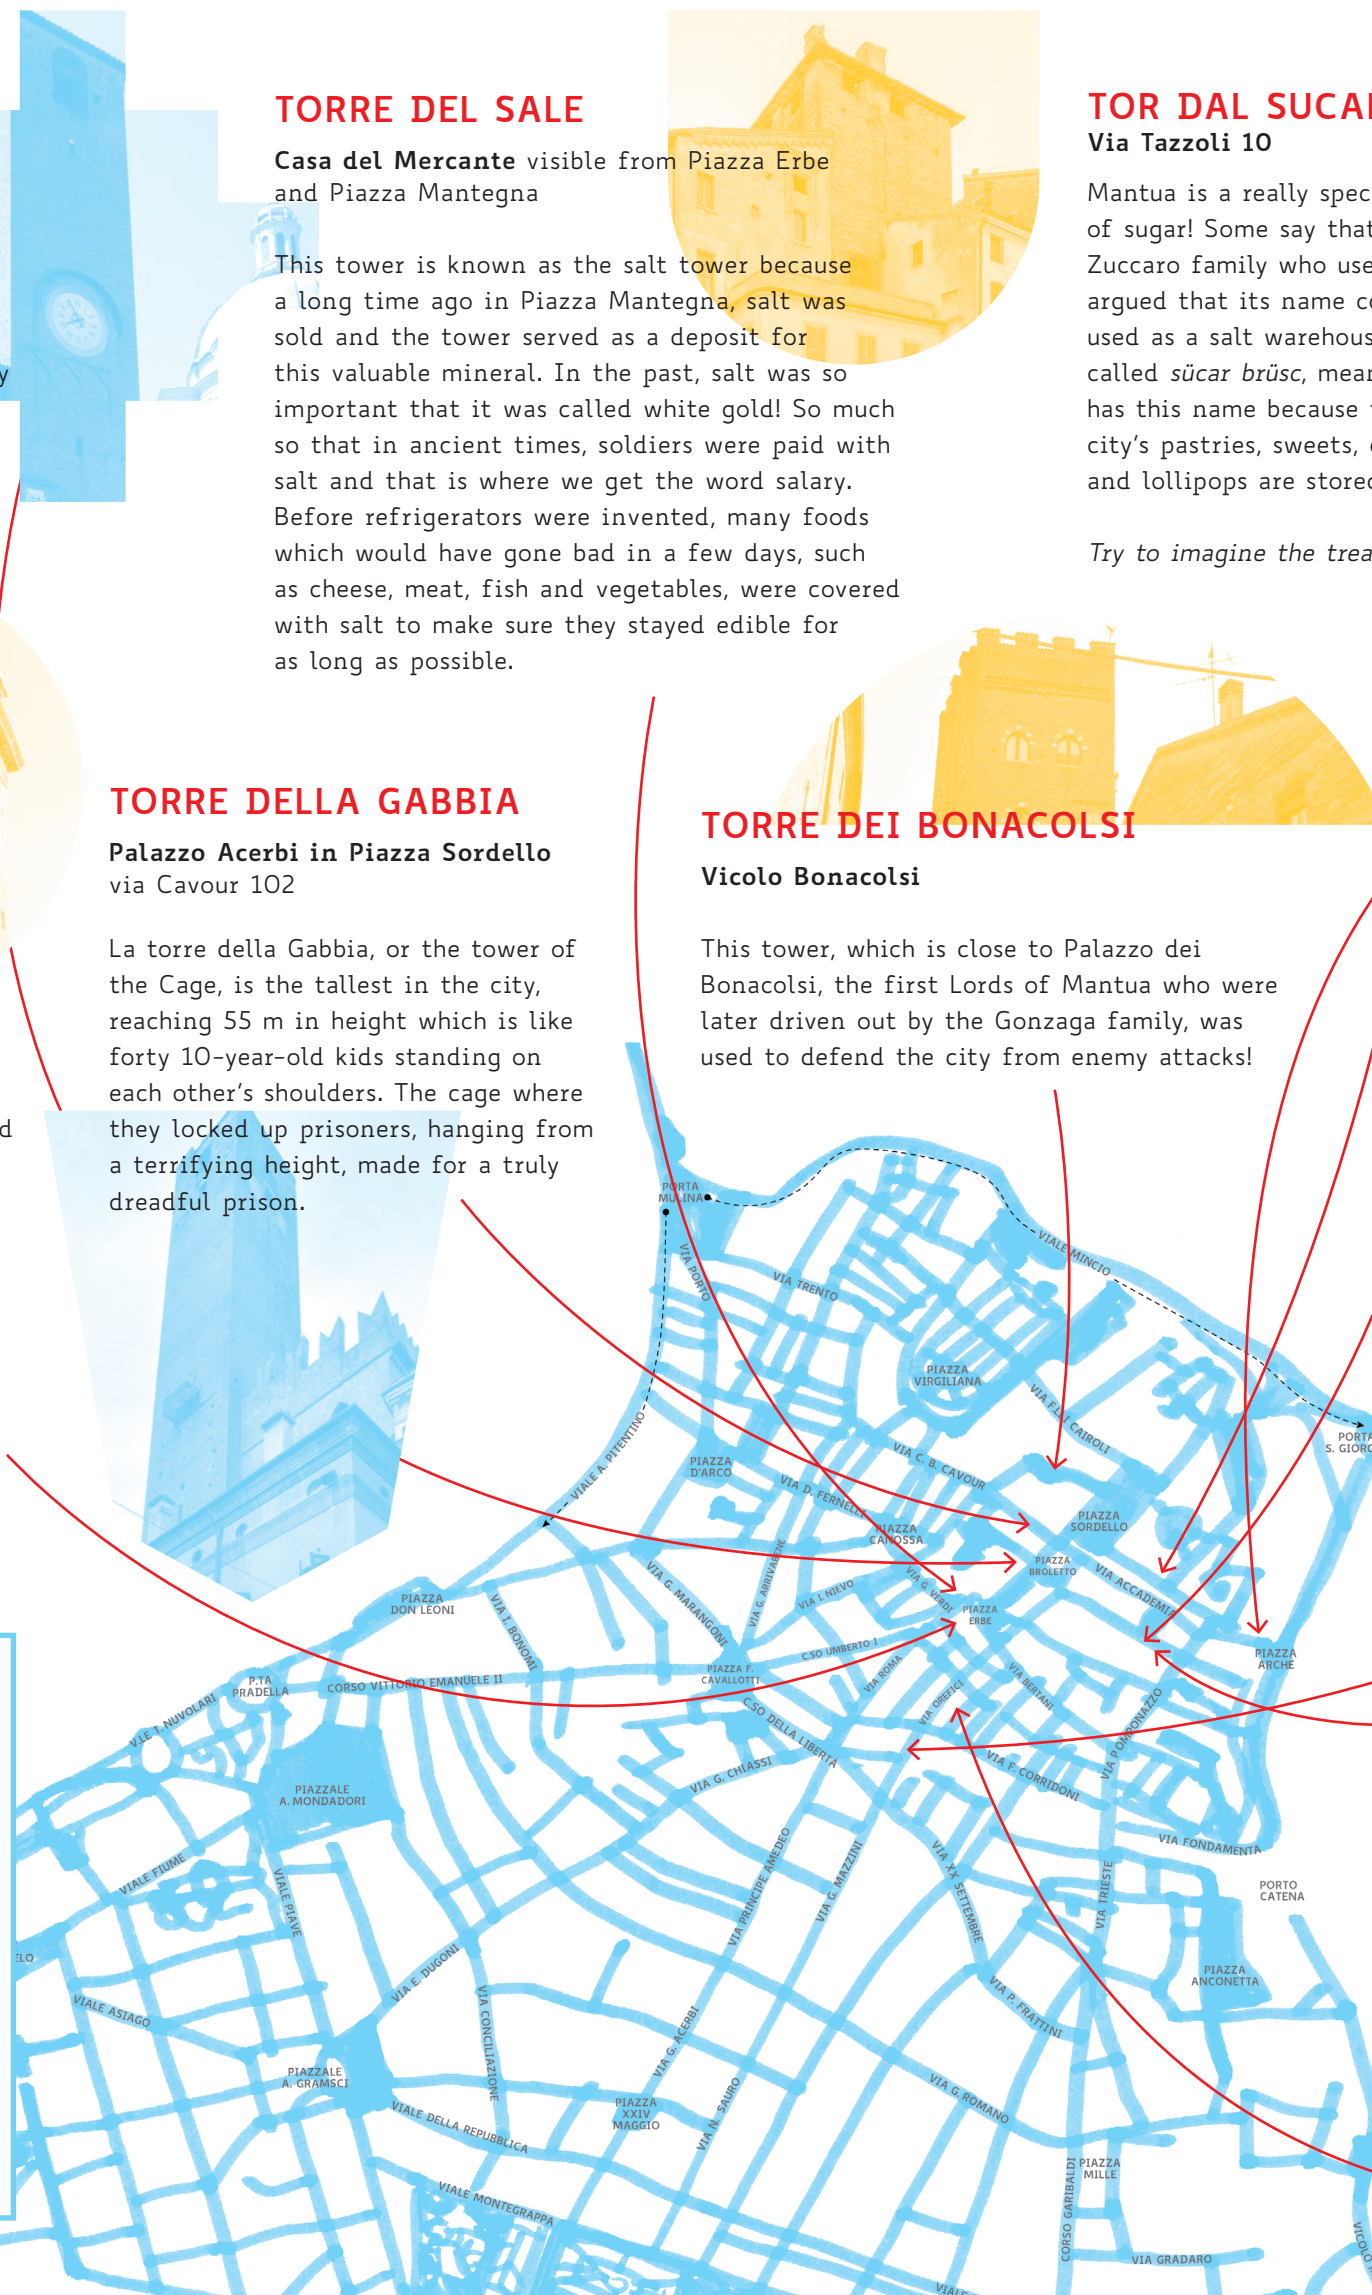 TORRE DEL SALE
Casa del Mercante visible from Piazza Erbe
and Piazza Mantegna
This tower is known as the salt tower because
a long time ago in Piazza Mantegna, salt was
sold and the tower served as a deposit for
this valuable mineral. In the past, salt was so
important that it was called white gold! So much
so that in ancient times, soldiers were paid with
salt and that is where we get the word salary.
Before refrigerators were invented, many foods
which would have gone bad in a few days, such
as cheese, meat, fish and vegetables, were covered
with salt to make sure they stayed edible for
as long as possible.
TOR DAL SUCAR
Via Tazzoli 10
Mantua is a really spec
of sugar! Some say that
Zuccaro family who use
argued that its name co
used as a salt warehous
called sücar brüsc, mean
has this name because
city's pastries, sweets,
and lollipops are stored
Try to imagine the trea
TORRE DELLA GABBIA
Palazzo Acerbi in Piazza Sordello
via Cavour 102
La torre della Gabbia, or the tower of
the Cage, is the tallest in the city,
reaching 55 m in height which is like
forty 10-year-old kids standing on
each other's shoulders. The cage where
they locked up prisoners, hanging from
a terrifying height, made for a truly
dreadful prison.
TORRE DEI BONACOLSI
Vicolo Bonacolsi
This tower, which is close to Palazzo dei
Bonacolsi, the first Lords of Mantua who were
later driven out by the Gonzaga family, was
used to defend the city from enemy attacks!
y
d
PORTA
MULINA
VIA PORTO
VIA TRENTO
VIALE MINCIO
PIAZZA
VIRGILIANA
VIA F.LLI CAIROLI
PORTA
S. GIORG
VIALE A. PITENTINO
PIAZZA
D'ARCO
VIA C. B. CAVOUR
VIA D. FERNELLI
PIAZZA
CANOSSA
PIAZZA
SORDELLO
PIAZZA
BROLETTO
VIA ACCADEMIA
VIA G. ARRIVABENE
VIA G. MARANGONI
VIA I. NIEVO
VIA G. VERDI
PIAZZA
ERBE
PIAZZA
DON LEONI
VIA I. BONOMI
C.SO UMBERTO I
PIAZZA
ARCHE
P.TA
PRADELLA
CORSO VITTORIO EMANUELE II
PIAZZA F.
CAVALLOTTI
VIA ROMA
VIA OREFICI
VIA BERTANI
VIA POMPONAZZO
V.LE T. NUVOLARI
C.SO DELLA LIBERTA
VIA G. CHIASSI
VIA F. CORRIDONI
PIAZZALE
A. MONDADORI
VIALE FIUME
VIALE PIAVE
VIA PRINCIPE AMEDEO
VIA G. MAZZINI
VIA XX SETTEMBRE
VIA TRIESTE
VIA FONDAMENTA
PORTO
CATENA
ELO
VIA E. DUGONI
VIALE ASIAGO
VIA CONCILIAZIONE
VIA G. ACERBI
VIA P. FRATTINI
PIAZZA
ANCONETTA
PIAZZALE
A. GRAMSCI
VIALE DELLA REPUBBLICA
PIAZZA
XXIV
MAGGIO
VIA N. SAURO
VIA G. ROMANO
PIAZZA
MILLE
CORSO GARIBALDI
VIALE MONTEGRAPPA
VIA GRADARO
VICOLO
VIALE